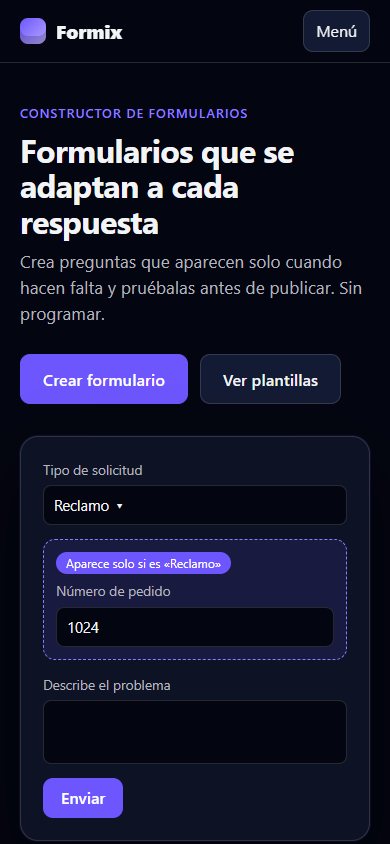 Formix
Menú
CONSTRUCTOR DE FORMULARIOS
Formularios que se
adaptan a cada
respuesta
Crea preguntas que aparecen solo cuando
hacen falta y pruébalas antes de publicar. Sin
programar.
Crear formulario
Ver plantillas
Tipo de solicitud
Reclamo ▾
Aparece solo si es «Reclamo»
Número de pedido
1024
Describe el problema
Enviar